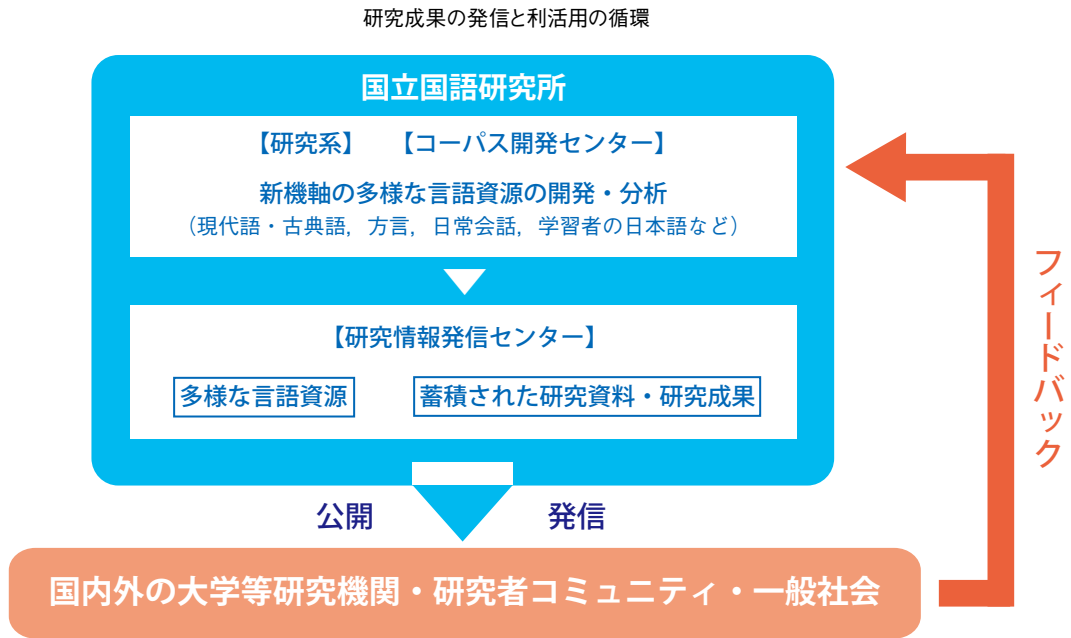 研究成果の発信と利活用の循環
国立国語研究所
【研究系】　【コーパス開発センター】
新機軸の多様な言語資源の開発・分析
（現代語・古典語，方言，日常会話，学習者の日本語など）
【研究情報発信センター】
多様な言語資源
蓄積された研究資料・研究成果
公開
発信
国内外の大学等研究機関・研究者コミュニティ・一般社会
フィードバック